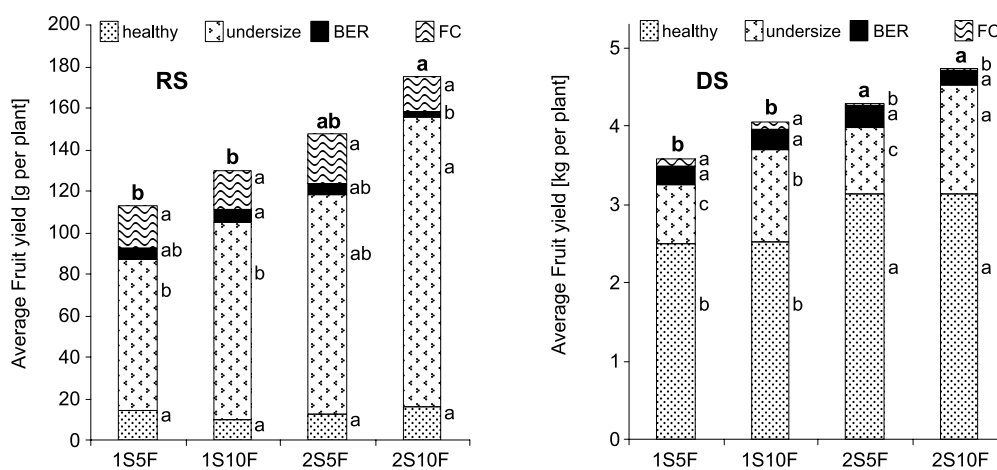 healthy undersize BER FC
RS
Average Fruit yield [g per plant]
200
180
160
140
120
100
80
60
40
20
0
b
a
ab
b
a
b
a
a
b
a
ab
a
ab
ab
a
a
a
b
a
a
1S5F 1S10F 2S5F 2S10F
healthy undersize BER FC
DS
Average Fruit yield [kg per plant]
5
4
3
2
1
0
b
a
a
c
b
b
a
a
b
b
a
b
a
c
a
a
b
a
a
a
1S5F 1S10F 2S5F 2S10F